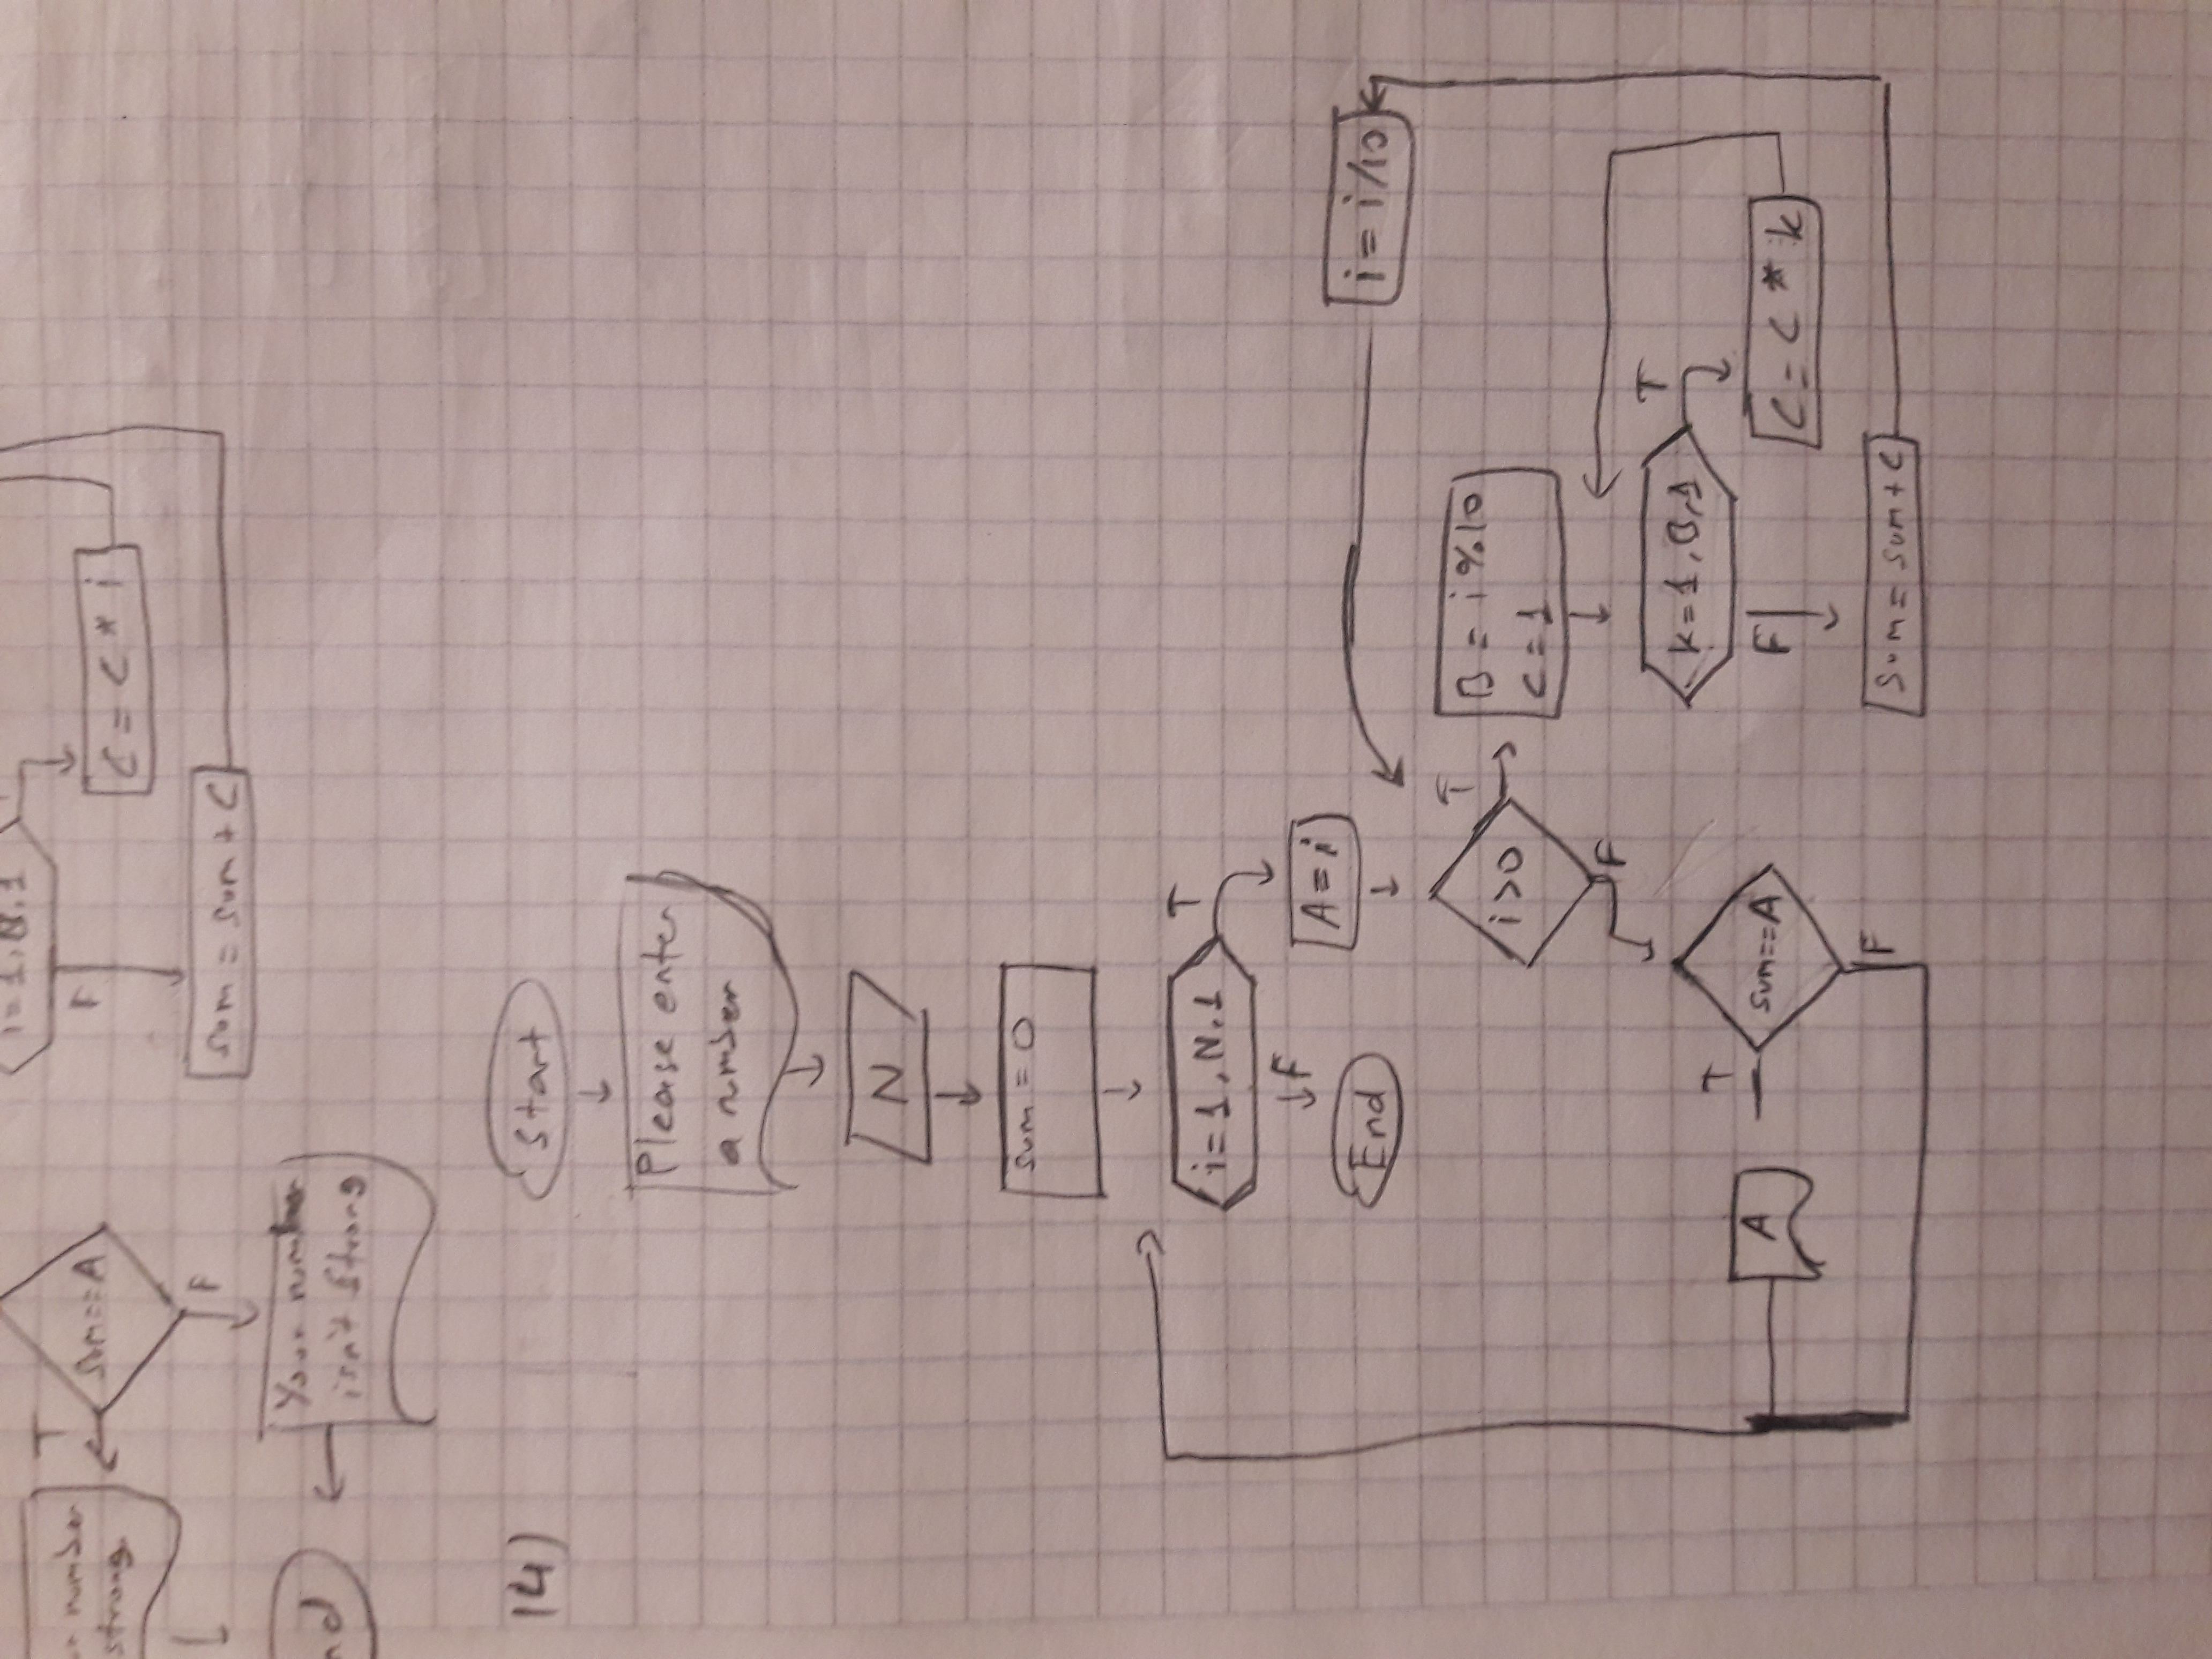 i=1,N,1
T
number
strong
sum==A
F
C = C * i
F
sum = sum + C
Your number
isn't strong
nd
14)
Start
Please enter
a number
N
sum = 0
i=1,N,1
T
F
A=i
End
i=i/10
i>0
T
B = i%10
C=1
F
k=1,B,1
T
T
sum==A
A
F
C=C*k
F
sum=sum+C